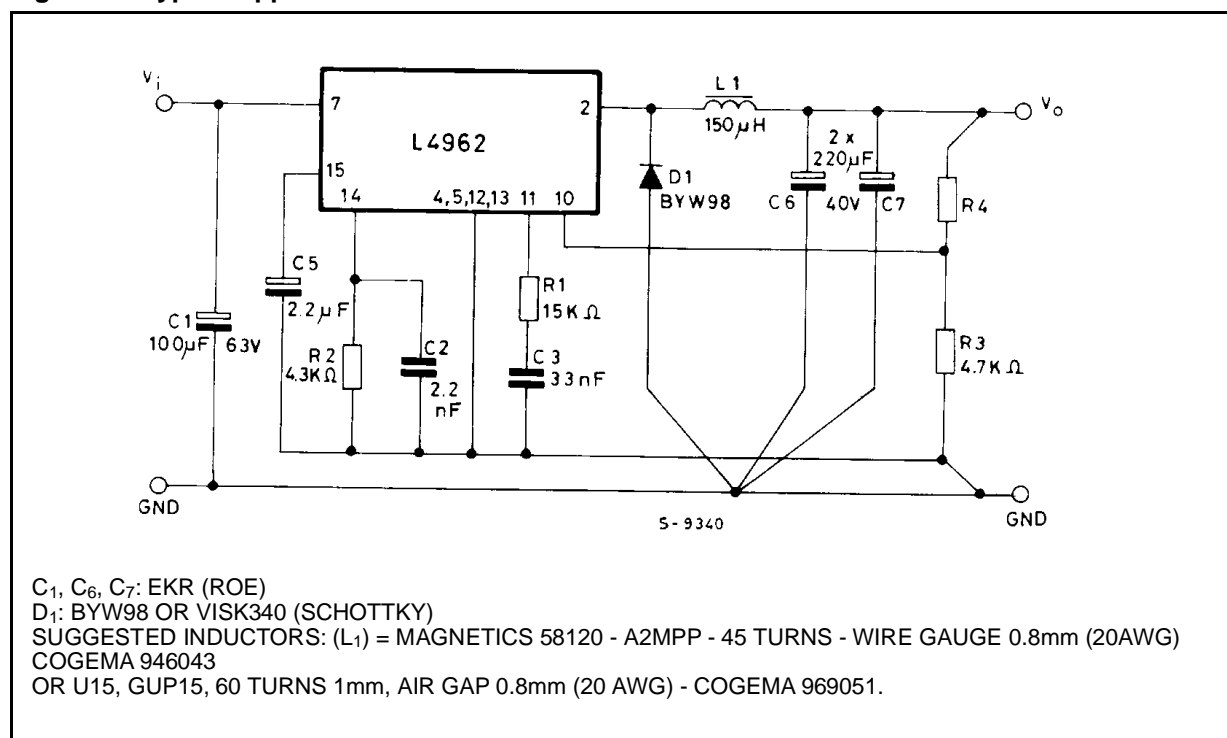 Vi
7
2
L1
150µH
Vo
L4962
15
14
4,5,12,13
11
10
D1
BYW98
2 x
220µF
C6
40V
C7
R4
C5
2.2µF
R1
15KΩ
C1
100µF
63V
R2
4.3KΩ
C2
2.2
nF
C3
33nF
R3
4.7KΩ
GND
S-9340
GND
C1, C6, C7: EKR (ROE)
D1: BYW98 OR VISK340 (SCHOTTKY)
SUGGESTED INDUCTORS: (L1) = MAGNETICS 58120 - A2MPP - 45 TURNS - WIRE GAUGE 0.8mm (20AWG)
COGEMA 946043
OR U15, GUP15, 60 TURNS 1mm, AIR GAP 0.8mm (20 AWG) - COGEMA 969051.